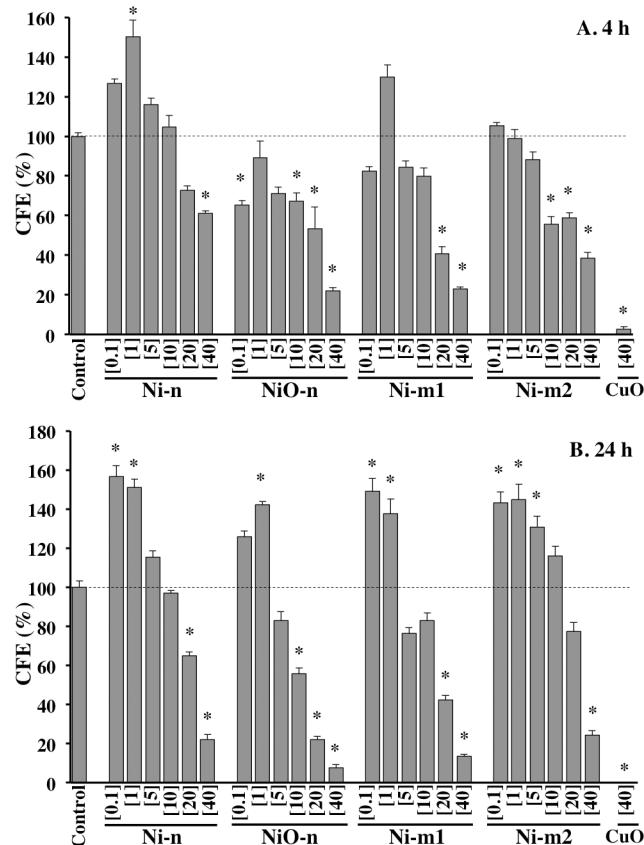 A. 4 h
CFE (%)
160
140
120
100
80
60
40
20
0
* * * * * * * * * * * *
Control [0.1] [1] [5] [10] [20] [40] [0.1] [1] [5] [10] [20] [40] [0.1] [1] [5] [10] [20] [40] [0.1] [1] [5] [10] [20] [40] [40]
Ni-n NiO-n Ni-m1 Ni-m2 CuO
B. 24 h
CFE (%)
180
160
140
120
100
80
60
40
20
0
* * * * * * * * * * * * * * * * *
Control [0.1] [1] [5] [10] [20] [40] [0.1] [1] [5] [10] [20] [40] [0.1] [1] [5] [10] [20] [40] [0.1] [1] [5] [10] [20] [40] [40]
Ni-n NiO-n Ni-m1 Ni-m2 CuO